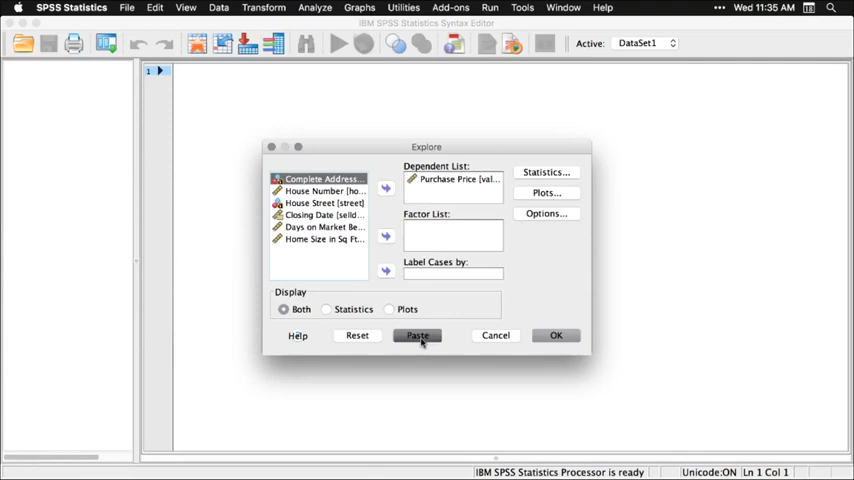 SPSS Statistics File Edit View Data Transform Analyze Graphs Utilities Add-ons Run Tools Window Help ••• Wed 11:35 AM 18
IBM SPSS Statistics Syntax Editor
Active: DataSet1
1
Explore
Complete Address...
House Number [ho...
House Street [street]
Closing Date [selld...
Days on Market Be...
Home Size in Sq Ft...
Dependent List:
Purchase Price [val...
Factor List:
Label Cases by:
Statistics...
Plots...
Options...
Display
Both Statistics Plots
Help Reset Paste Cancel OK
IBM SPSS Statistics Processor is ready Unicode:ON Ln 1 Col 1